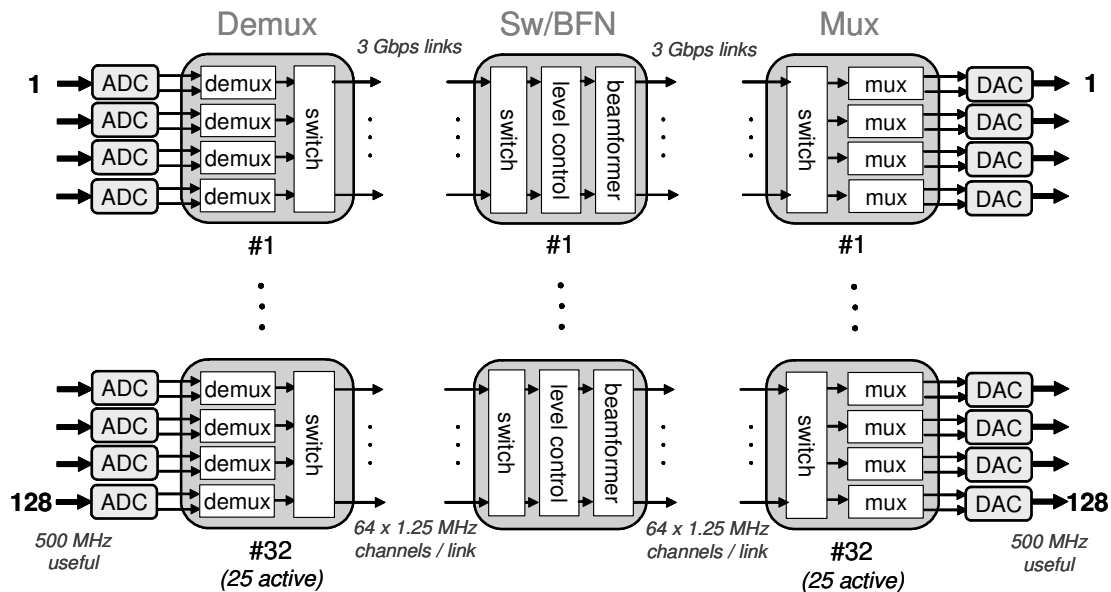 Demux Sw/BFN Mux
3 Gbps links 3 Gbps links
1 ADC demux switch switch level control beamformer switch mux DAC 1
ADC demux mux DAC
ADC demux mux DAC
ADC demux mux DAC
#1 #1 #1
ADC demux switch switch level control beamformer switch mux DAC
ADC demux mux DAC
ADC demux mux DAC
128 ADC demux mux DAC 128
500 MHz useful 64 x 1.25 MHz channels / link 64 x 1.25 MHz channels / link 500 MHz useful
#32 #32
(25 active) (25 active)